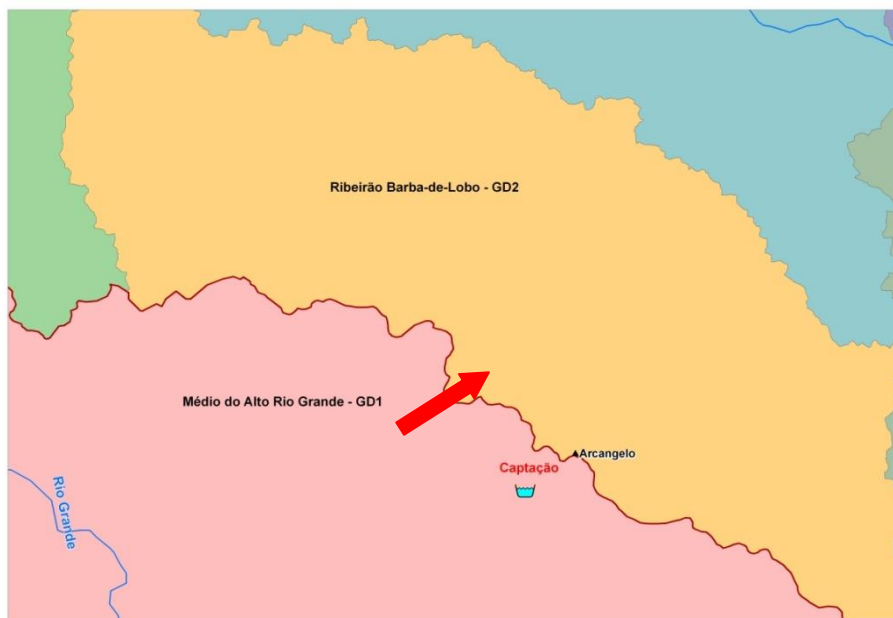 Ribeirão Barba-de-Lobo - GD2
Médio do Alto Rio Grande - GD1
Arcangelo
Captação
Rio Grande